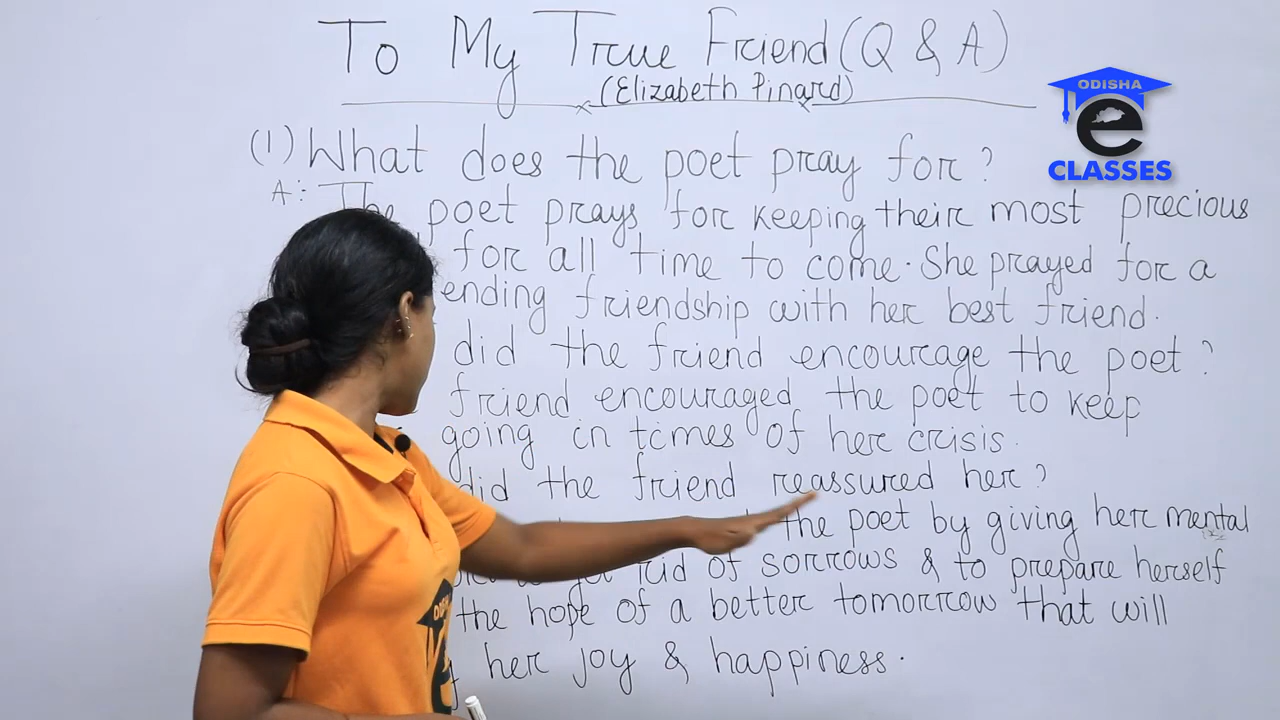 To My True Friend (Q & A)
(Elizabeth Pinard)
ODISHA
e
CLASSES
(1) What does the poet pray for?
A: The poet prays for keeping their most precious
for all time to come. She prayed for a
ending friendship with her best friend.
did the friend encourage the poet?
friend encouraged the poet to keep
going in times of her crisis.
did the friend reassured her?
the poet by giving her mental
rid of sorrows & to prepare herself
the hope of a better tomorrow that will
her joy & happiness.
ODISHA